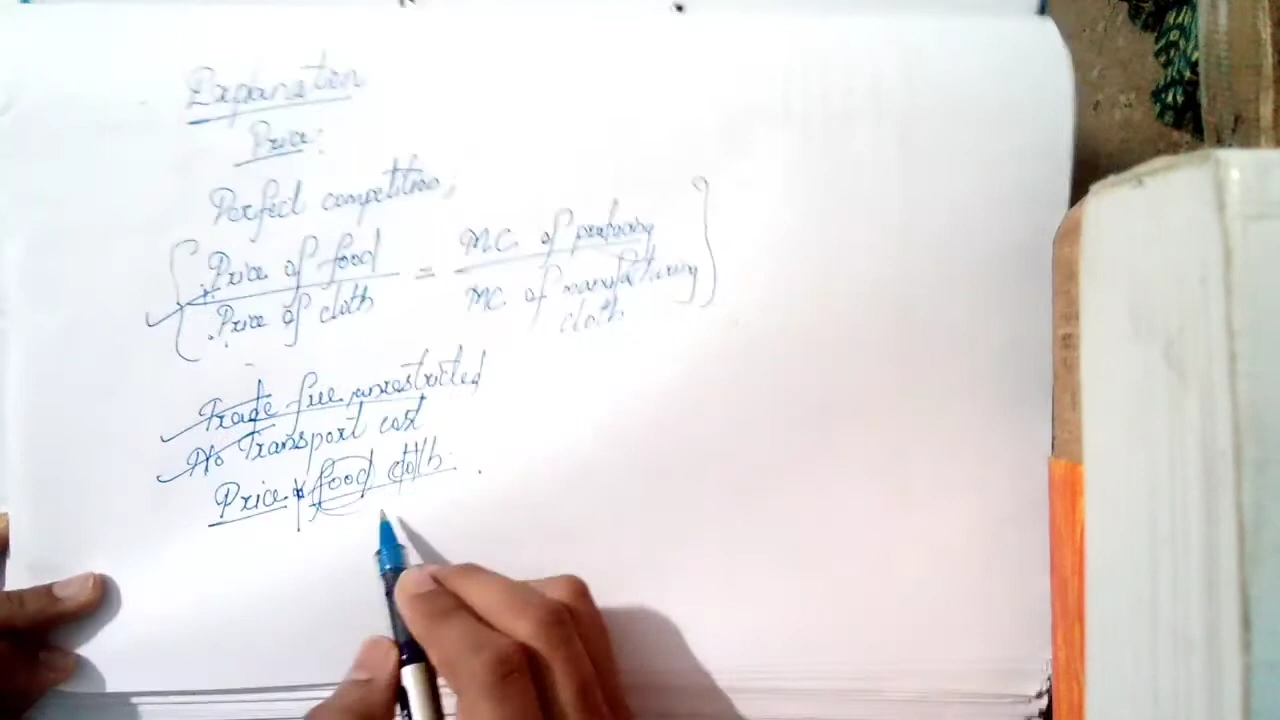 Explanation
Price:
Perfect competition,
Price of food = M.C. of producing
Price of cloth MC of manufacturing
cloth
Trade free unrestricted
No Transport cost
Price food cloth.